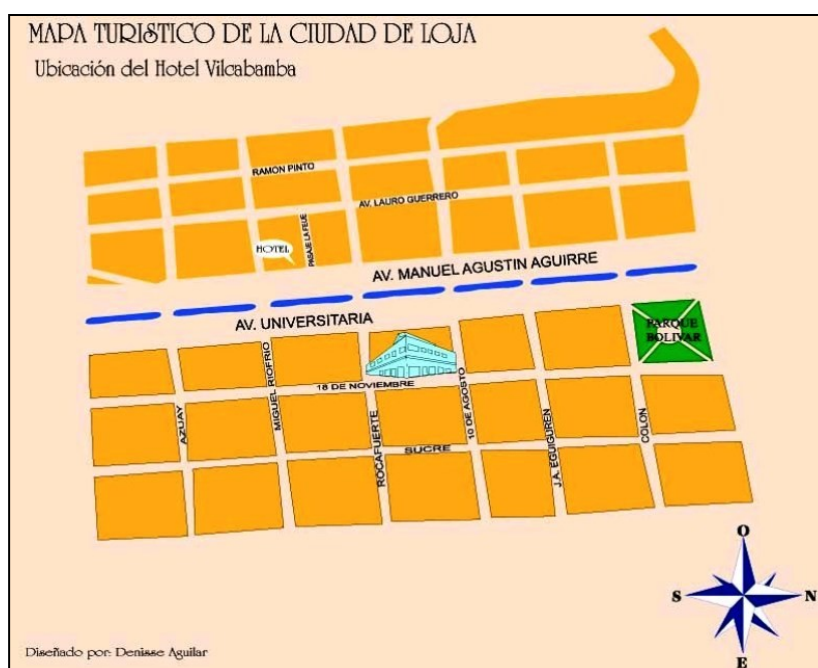 MAPA TURISTICO DE LA CIUDAD DE LOJA
Ubicación del Hotel Vilcabamba
RAMON PINTO
AV. LAURO GUERRERO
PASAJE LA FEUE
HOTEL
AV. MANUEL AGUSTIN AGUIRRE
AV. UNIVERSITARIA
PARQUE
BOLIVAR
18 DE NOVIEMBRE
AZUAY
MIGUEL RIOFRIO
ROCAFUERTE
10 DE AGOSTO
J.A. EGUIGUREN
COLON
SUCRE
O
S
N
E
Diseñado por: Denisse Aguilar